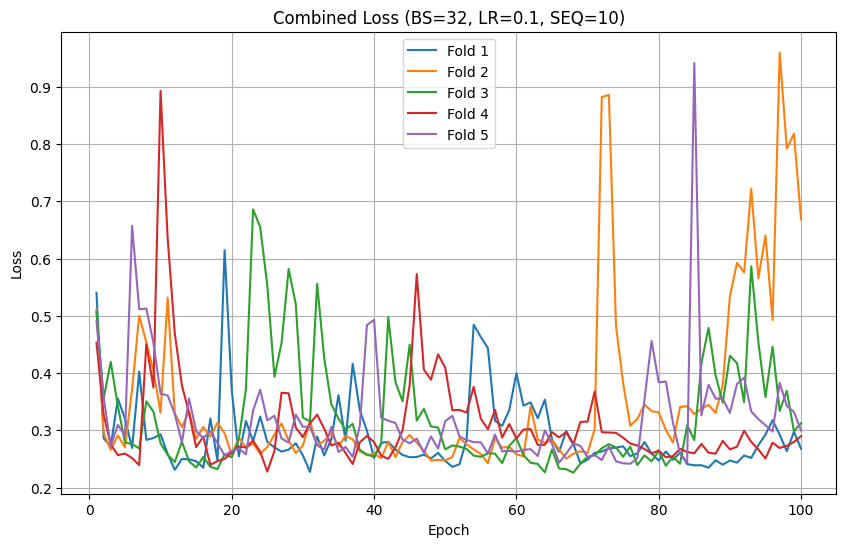 Combined Loss (BS=32, LR=0.1, SEQ=10)
Fold 1
Fold 2
Fold 3
Fold 4
Fold 5
Loss
0.9
0.8
0.7
0.6
0.5
0.4
0.3
0.2
0 20 40 60 80 100
Epoch